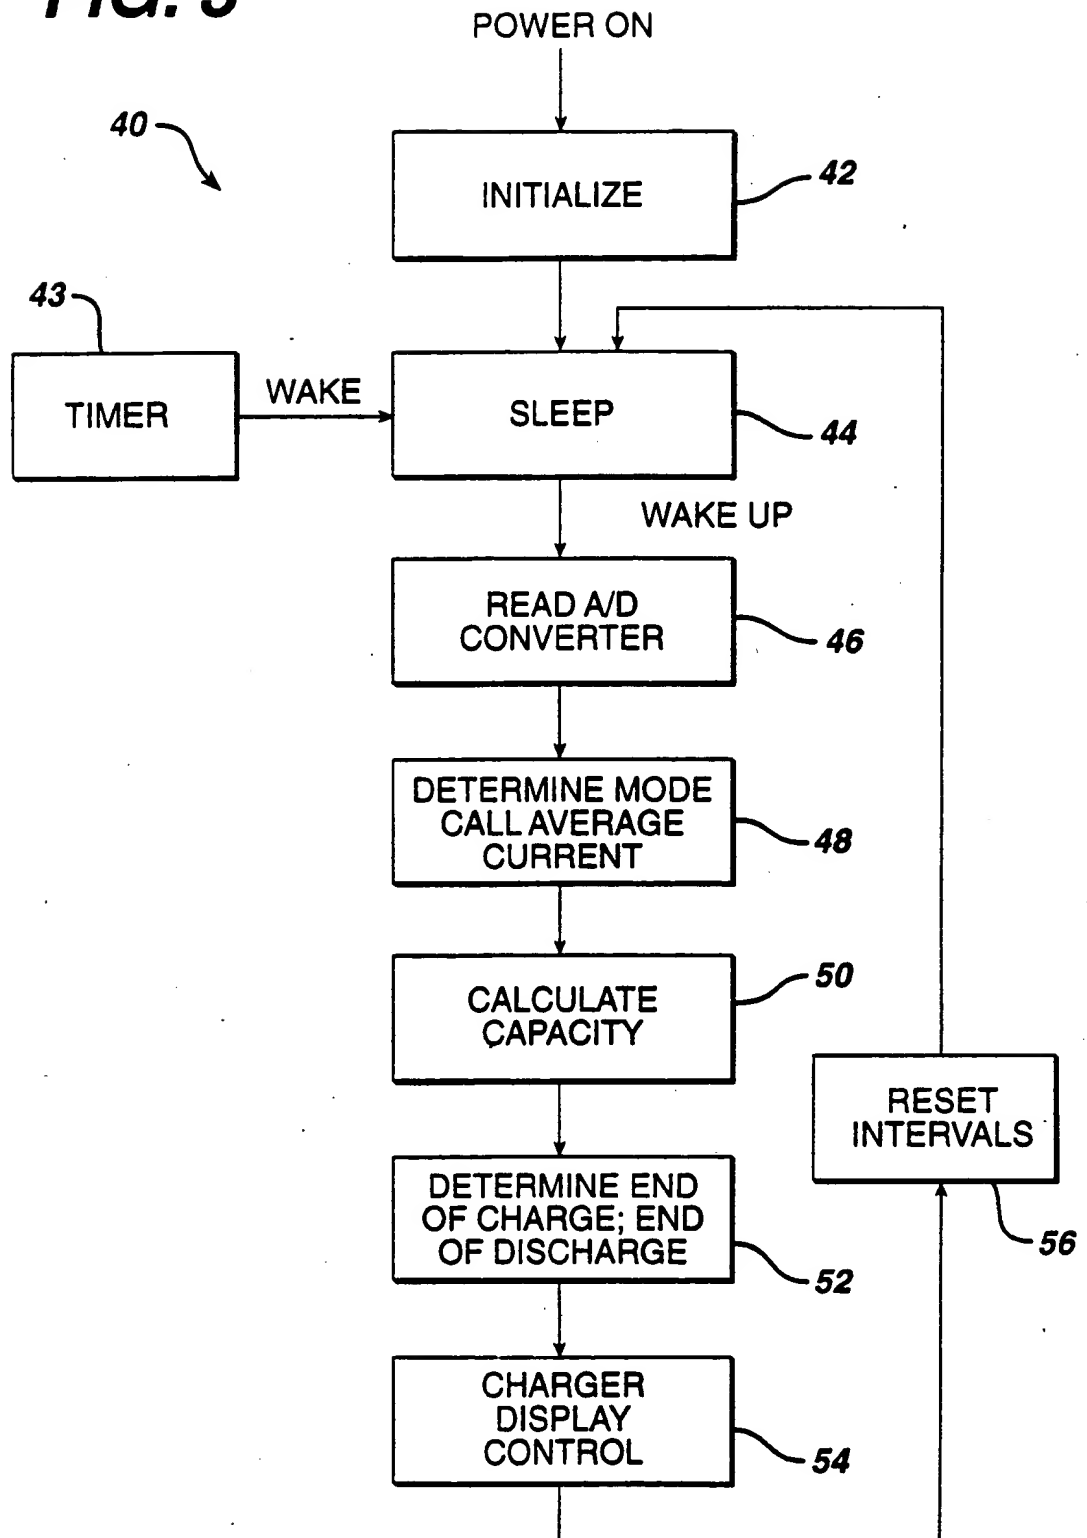 POWER ON
40
INITIALIZE
42
43
TIMER
WAKE
SLEEP
44
WAKE UP
READ A/D
CONVERTER
46
DETERMINE MODE
CALL AVERAGE
CURRENT
48
CALCULATE
CAPACITY
50
RESET
INTERVALS
56
DETERMINE END
OF CHARGE; END
OF DISCHARGE
52
CHARGER
DISPLAY
CONTROL
54